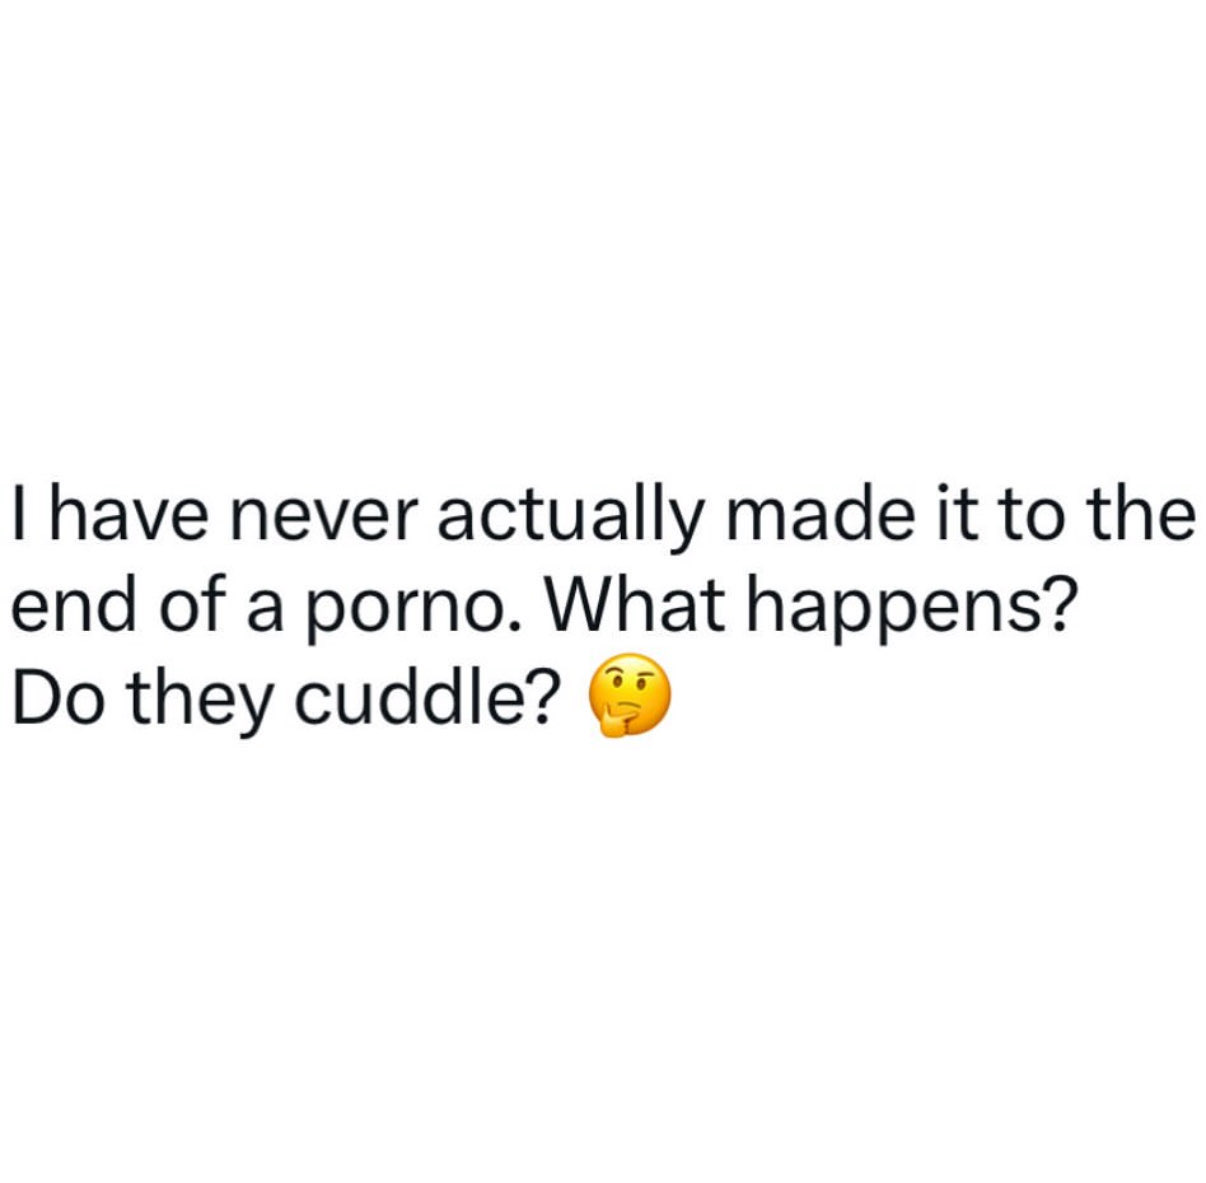 I have never actually made it to the
end of a porno. What happens?
Do they cuddle? 🤔